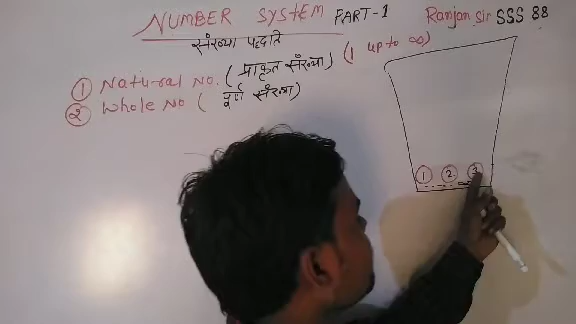 NUMBER SYSTEM PART-1 Ranjan Sir SSS 88
संख्या पद्धति
① Natural No. (प्राकृत संख्या) (1 up to ∞)
② Whole No (पूर्ण संख्या)
① ② ③